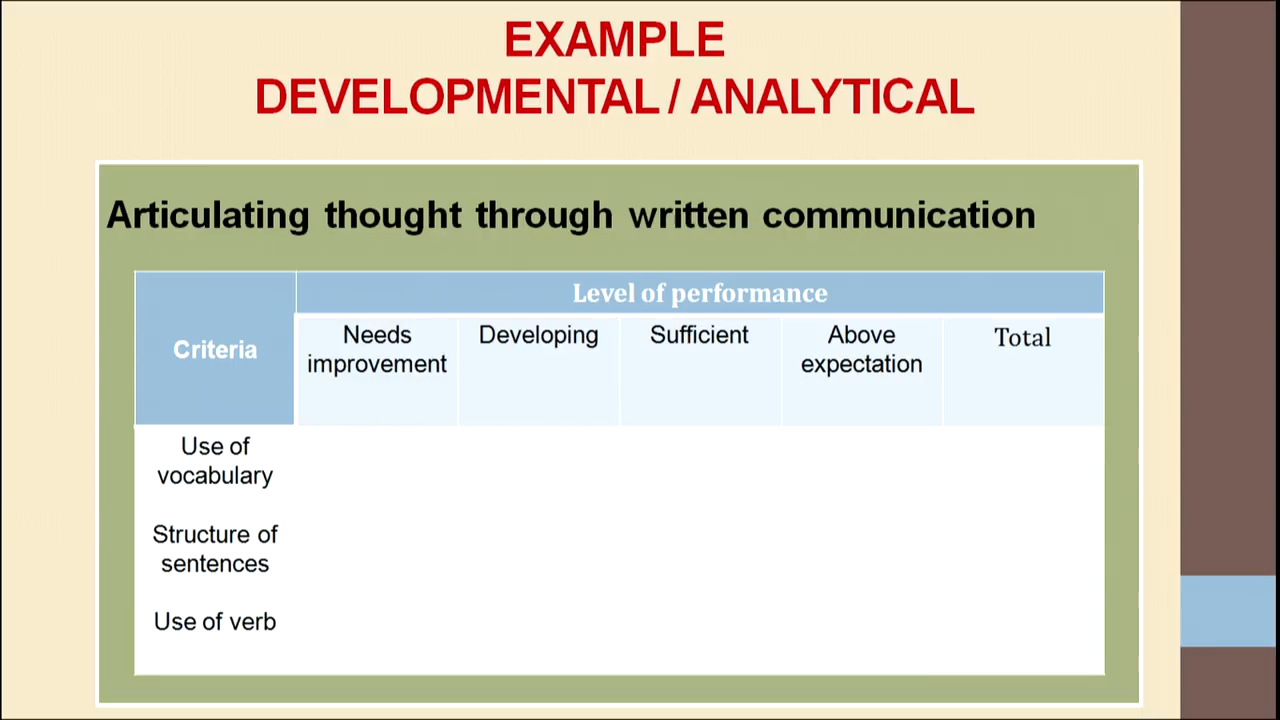 EXAMPLE
DEVELOPMENTAL / ANALYTICAL
Articulating thought through written communication
Criteria
Level of performance
Needs
improvement
Developing
Sufficient
Above
expectation
Total
Use of
vocabulary
Structure of
sentences
Use of verb